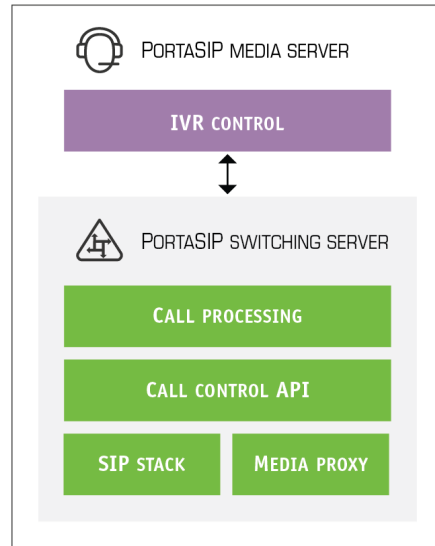 PortaSIP media server
IVR control
PortaSIP switching server
Call processing
Call control API
SIP stack
Media proxy